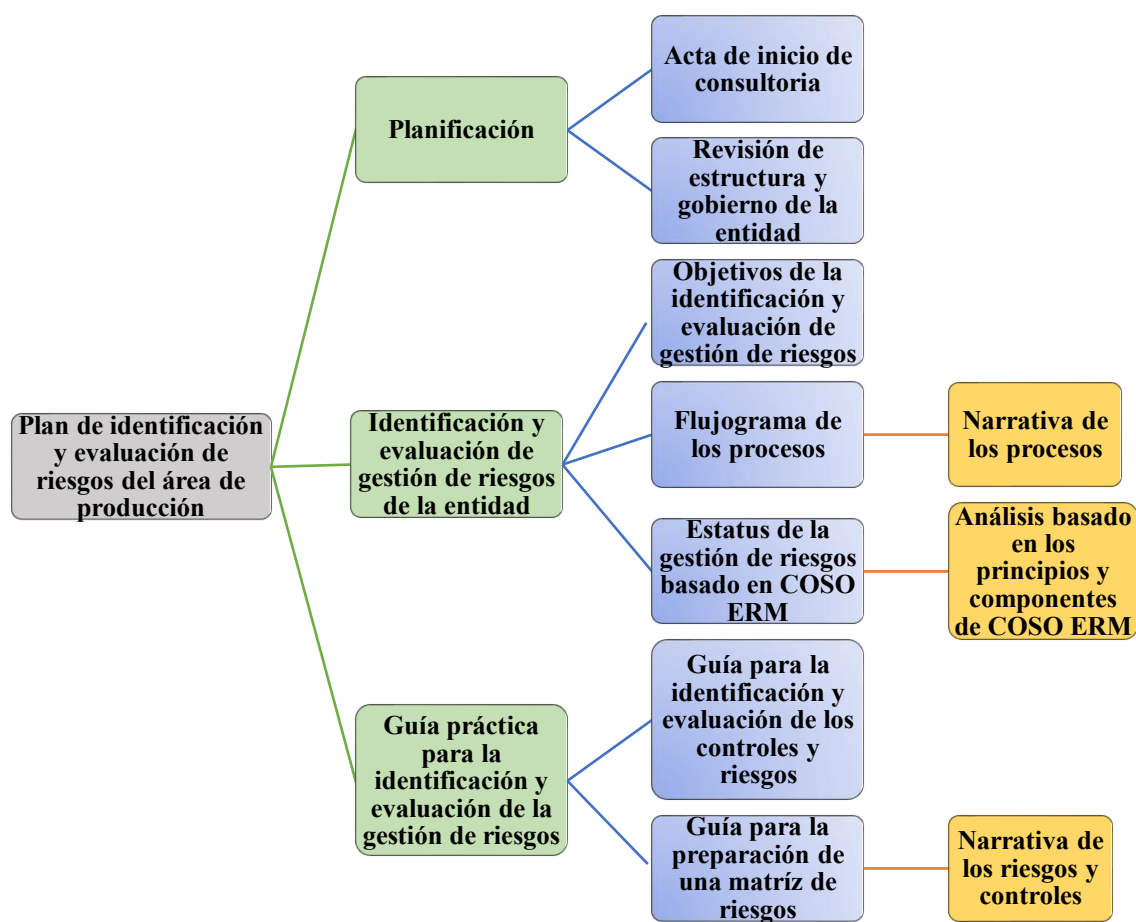 Plan de identificación
y evaluación de
riesgos del área de
producción
Planificación
Acta de inicio de
consultoria
Revisión de
estructura y
gobierno de la
entidad
Identificación y
evaluación de
gestión de riesgos
de la entidad
Objetivos de la
identificación y
evaluación de
gestión de riesgos
Flujograma de
los procesos
Narrativa de
los procesos
Estatus de la
gestión de riesgos
basado en COSO
ERM
Análisis basado
en los
principios y
componentes
de COSO ERM
Guía práctica
para la
identificación y
evaluación de la
gestión de riesgos
Guía para la
identificación y
evaluación de los
controles y
riesgos
Guía para la
preparación de
una matríz de
riesgos
Narrativa de
los riesgos y
controles